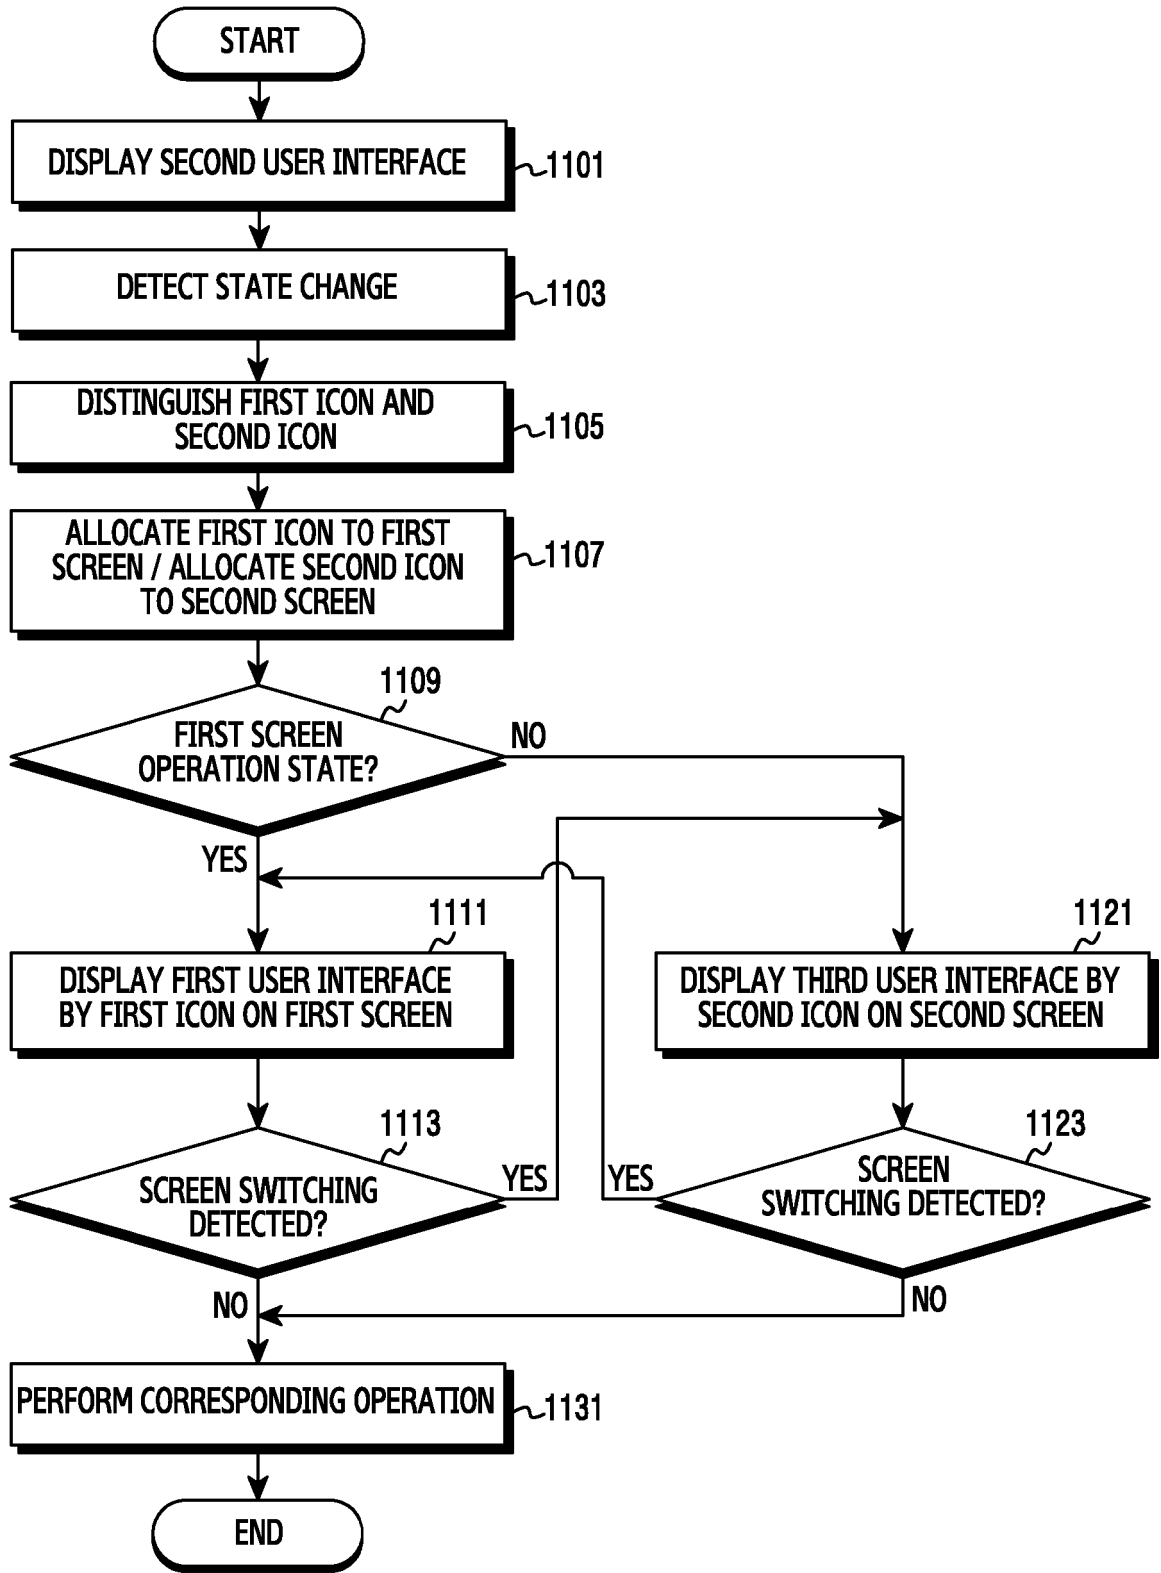 START
DISPLAY SECOND USER INTERFACE
1101
DETECT STATE CHANGE
1103
DISTINGUISH FIRST ICON AND
SECOND ICON
1105
ALLOCATE FIRST ICON TO FIRST
SCREEN / ALLOCATE SECOND ICON
TO SECOND SCREEN
1107
1109
FIRST SCREEN
OPERATION STATE?
NO
YES
1111
DISPLAY FIRST USER INTERFACE
BY FIRST ICON ON FIRST SCREEN
1121
DISPLAY THIRD USER INTERFACE BY
SECOND ICON ON SECOND SCREEN
1113
SCREEN SWITCHING
DETECTED?
YES
YES
1123
SCREEN
SWITCHING DETECTED?
NO
NO
PERFORM CORRESPONDING OPERATION
1131
END